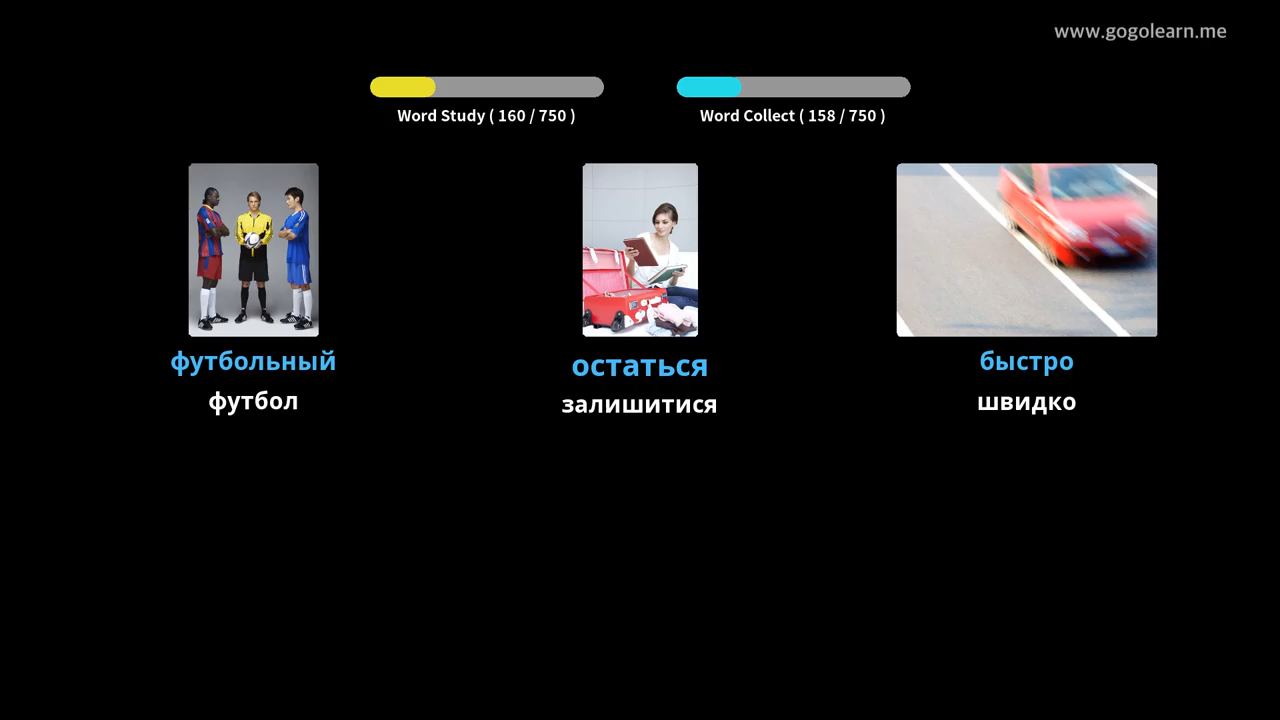 www.gogolearn.me
Word Study ( 160 / 750 )
Word Collect ( 158 / 750 )
футбольный
футбол
остаться
залишитися
быстро
швидко